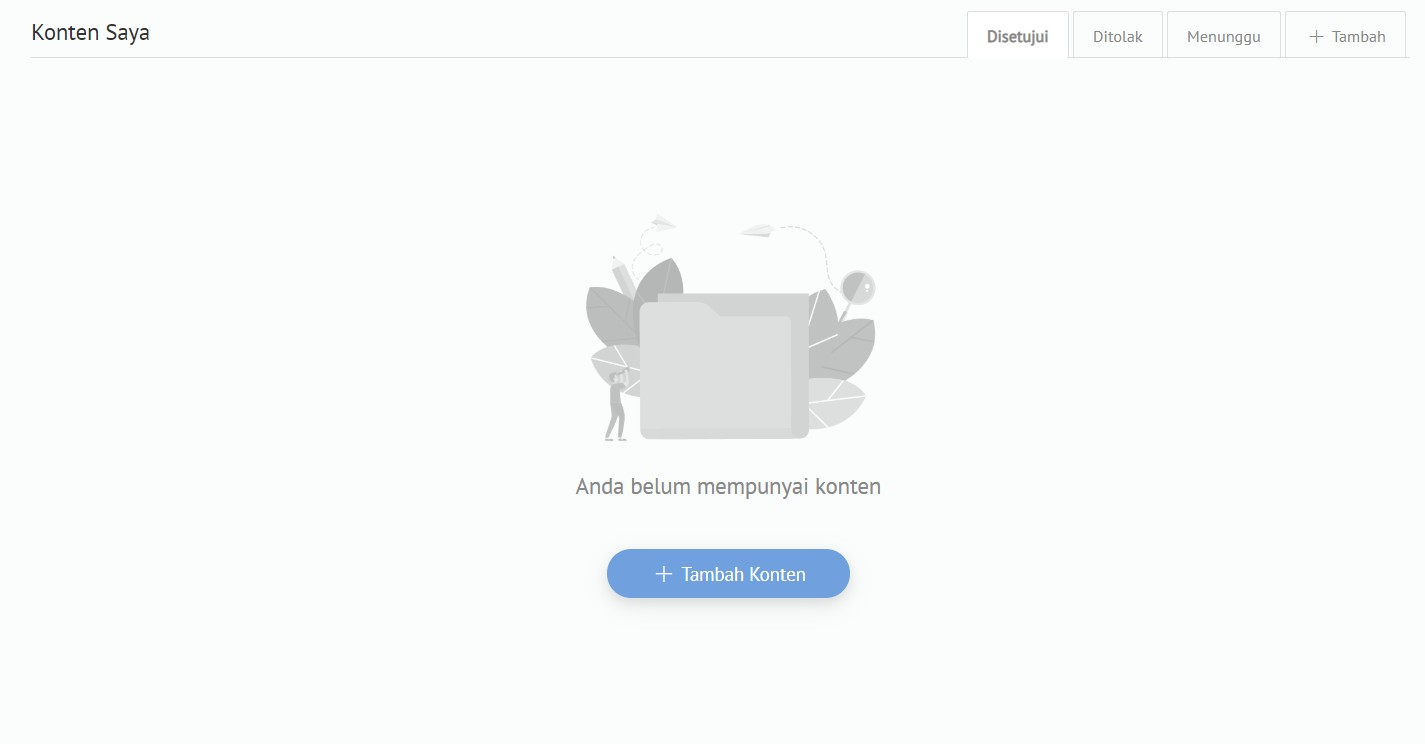 Konten Saya
Disetujui
Ditolak
Menunggu
+ Tambah
Anda belum mempunyai konten
+ Tambah Konten